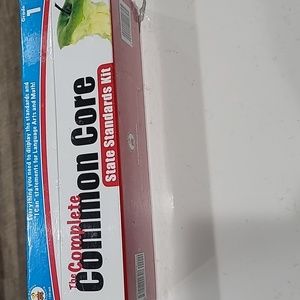 Grade 1
The Complete
Common Core
State Standards Kit
Everything you need to display the standards and
"I Can" statements for Language Arts and Math!